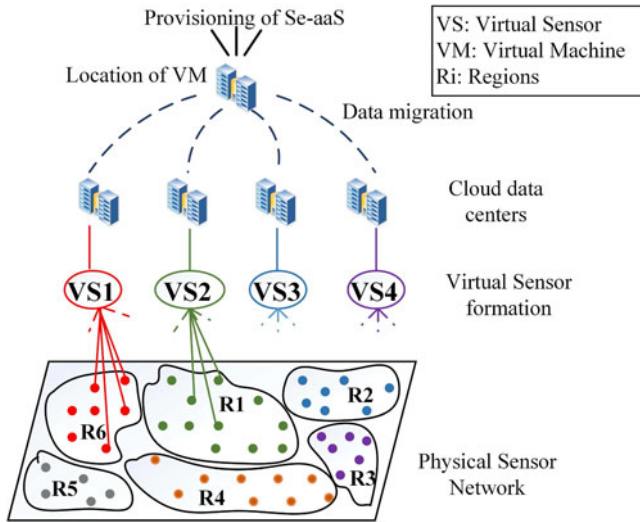 Provisioning of Se-aaS
VS: Virtual Sensor
VM: Virtual Machine
Ri: Regions
Location of VM
Data migration
Cloud data
centers
VS1 VS2 VS3 VS4
Virtual Sensor
formation
R6 R1 R2
R3
R5 R4
Physical Sensor
Network